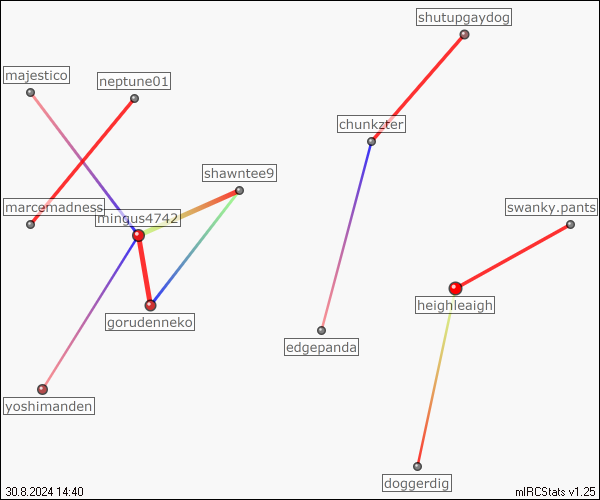 shutupgaydog
majestico
neptune01
chunkzter
shawntee9
marcemadness
mingus4742
swanky.pants
heighleaigh
gorudenneko
edgepanda
yoshimanden
doggerdig
30.8.2024 14:40
mIRCStats v1.25